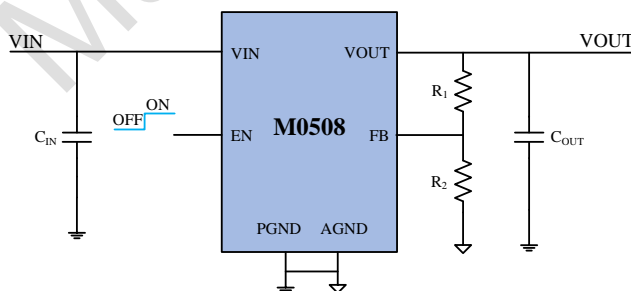 VIN
VOUT
VIN
VOUT
R1
ON
OFF
CIN
EN
M0508
FB
COUT
R2
PGND
AGND